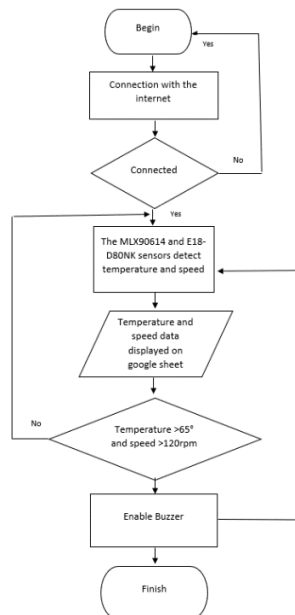 Begin
Yes
Connection with the
internet
Connected
No
Yes
The MLX90614 and E18-
D80NK sensors detect
temperature and speed
Temperature and
speed data
displayed on
google sheet
No
Temperature >65°
and speed >120rpm
Enable Buzzer
Finish